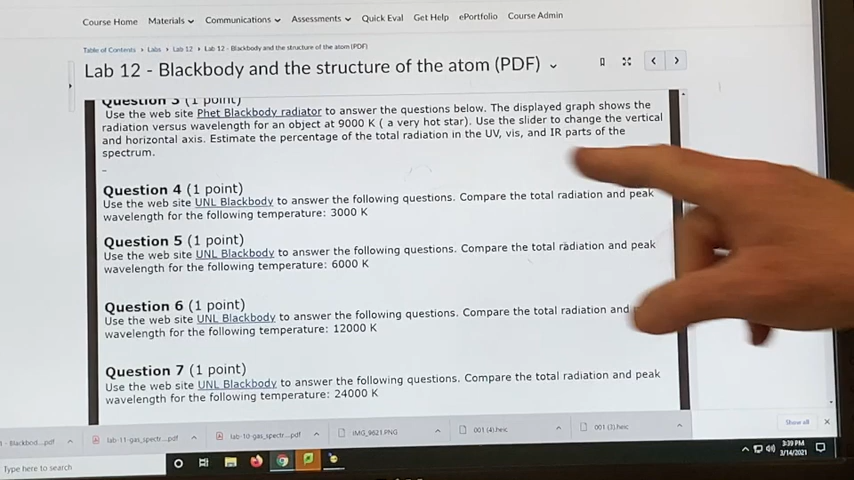 Course Home Materials Communications Assessments Quick Eval Get Help ePortfolio Course Admin
Table of Contents › Labs › Lab 12 › Lab 12 - Blackbody and the structure of the atom (PDF)
Lab 12 - Blackbody and the structure of the atom (PDF)
Question 3 (1 point)
Use the web site Phet Blackbody radiator to answer the questions below. The displayed graph shows the
radiation versus wavelength for an object at 9000 K ( a very hot star). Use the slider to change the vertical
and horizontal axis. Estimate the percentage of the total radiation in the UV, vis, and IR parts of the
spectrum.
Question 4 (1 point)
Use the web site UNL Blackbody to answer the following questions. Compare the total radiation and peak
wavelength for the following temperature: 3000 K
Question 5 (1 point)
Use the web site UNL Blackbody to answer the following questions. Compare the total radiation and peak
wavelength for the following temperature: 6000 K
Question 6 (1 point)
Use the web site UNL Blackbody to answer the following questions. Compare the total radiation and
wavelength for the following temperature: 12000 K
Question 7 (1 point)
Use the web site UNL Blackbody to answer the following questions. Compare the total radiation and peak
wavelength for the following temperature: 24000 K
lab-11-gas_spectr....pdf lab-10-gas_spectr....pdf IMG_9621.PNG 001 (4).heic 001 (3).heic Show all
Type here to search
3:39 PM
3/14/2021